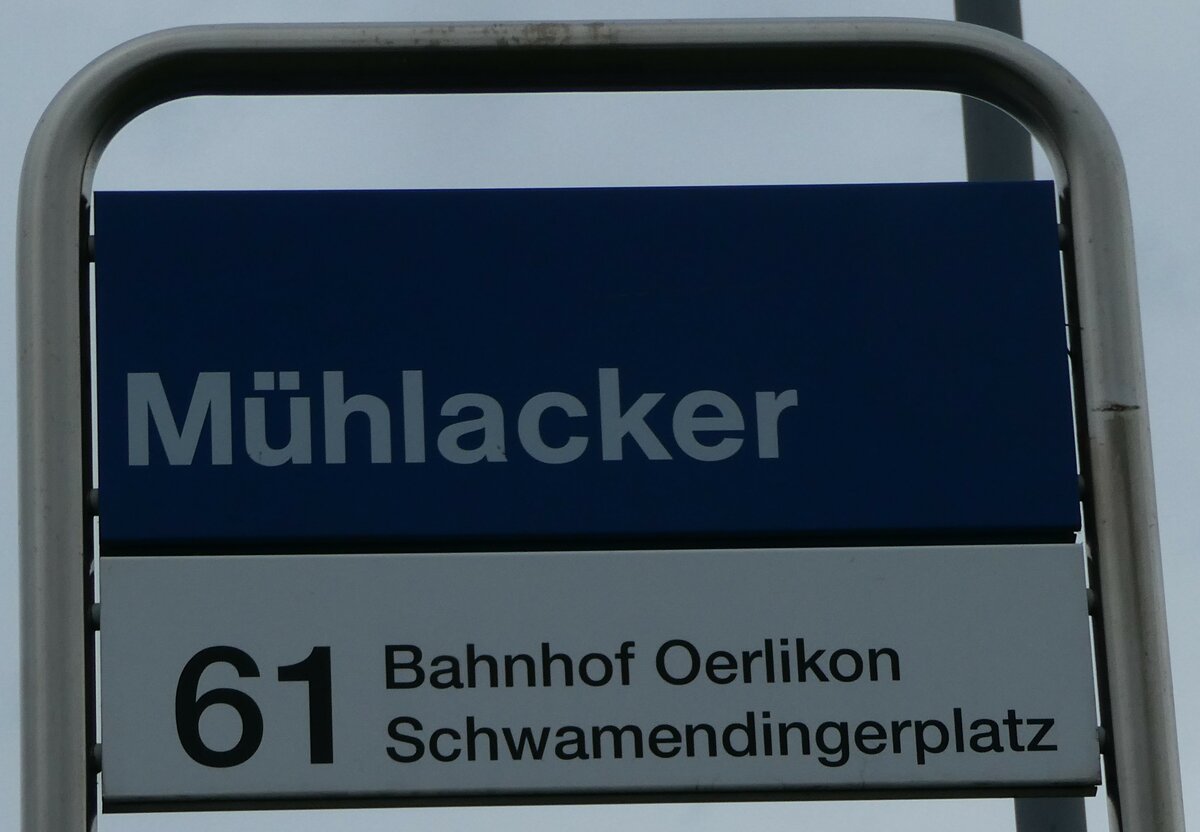 Mühlacker
61 Bahnhof Oerlikon
Schwamendingerplatz